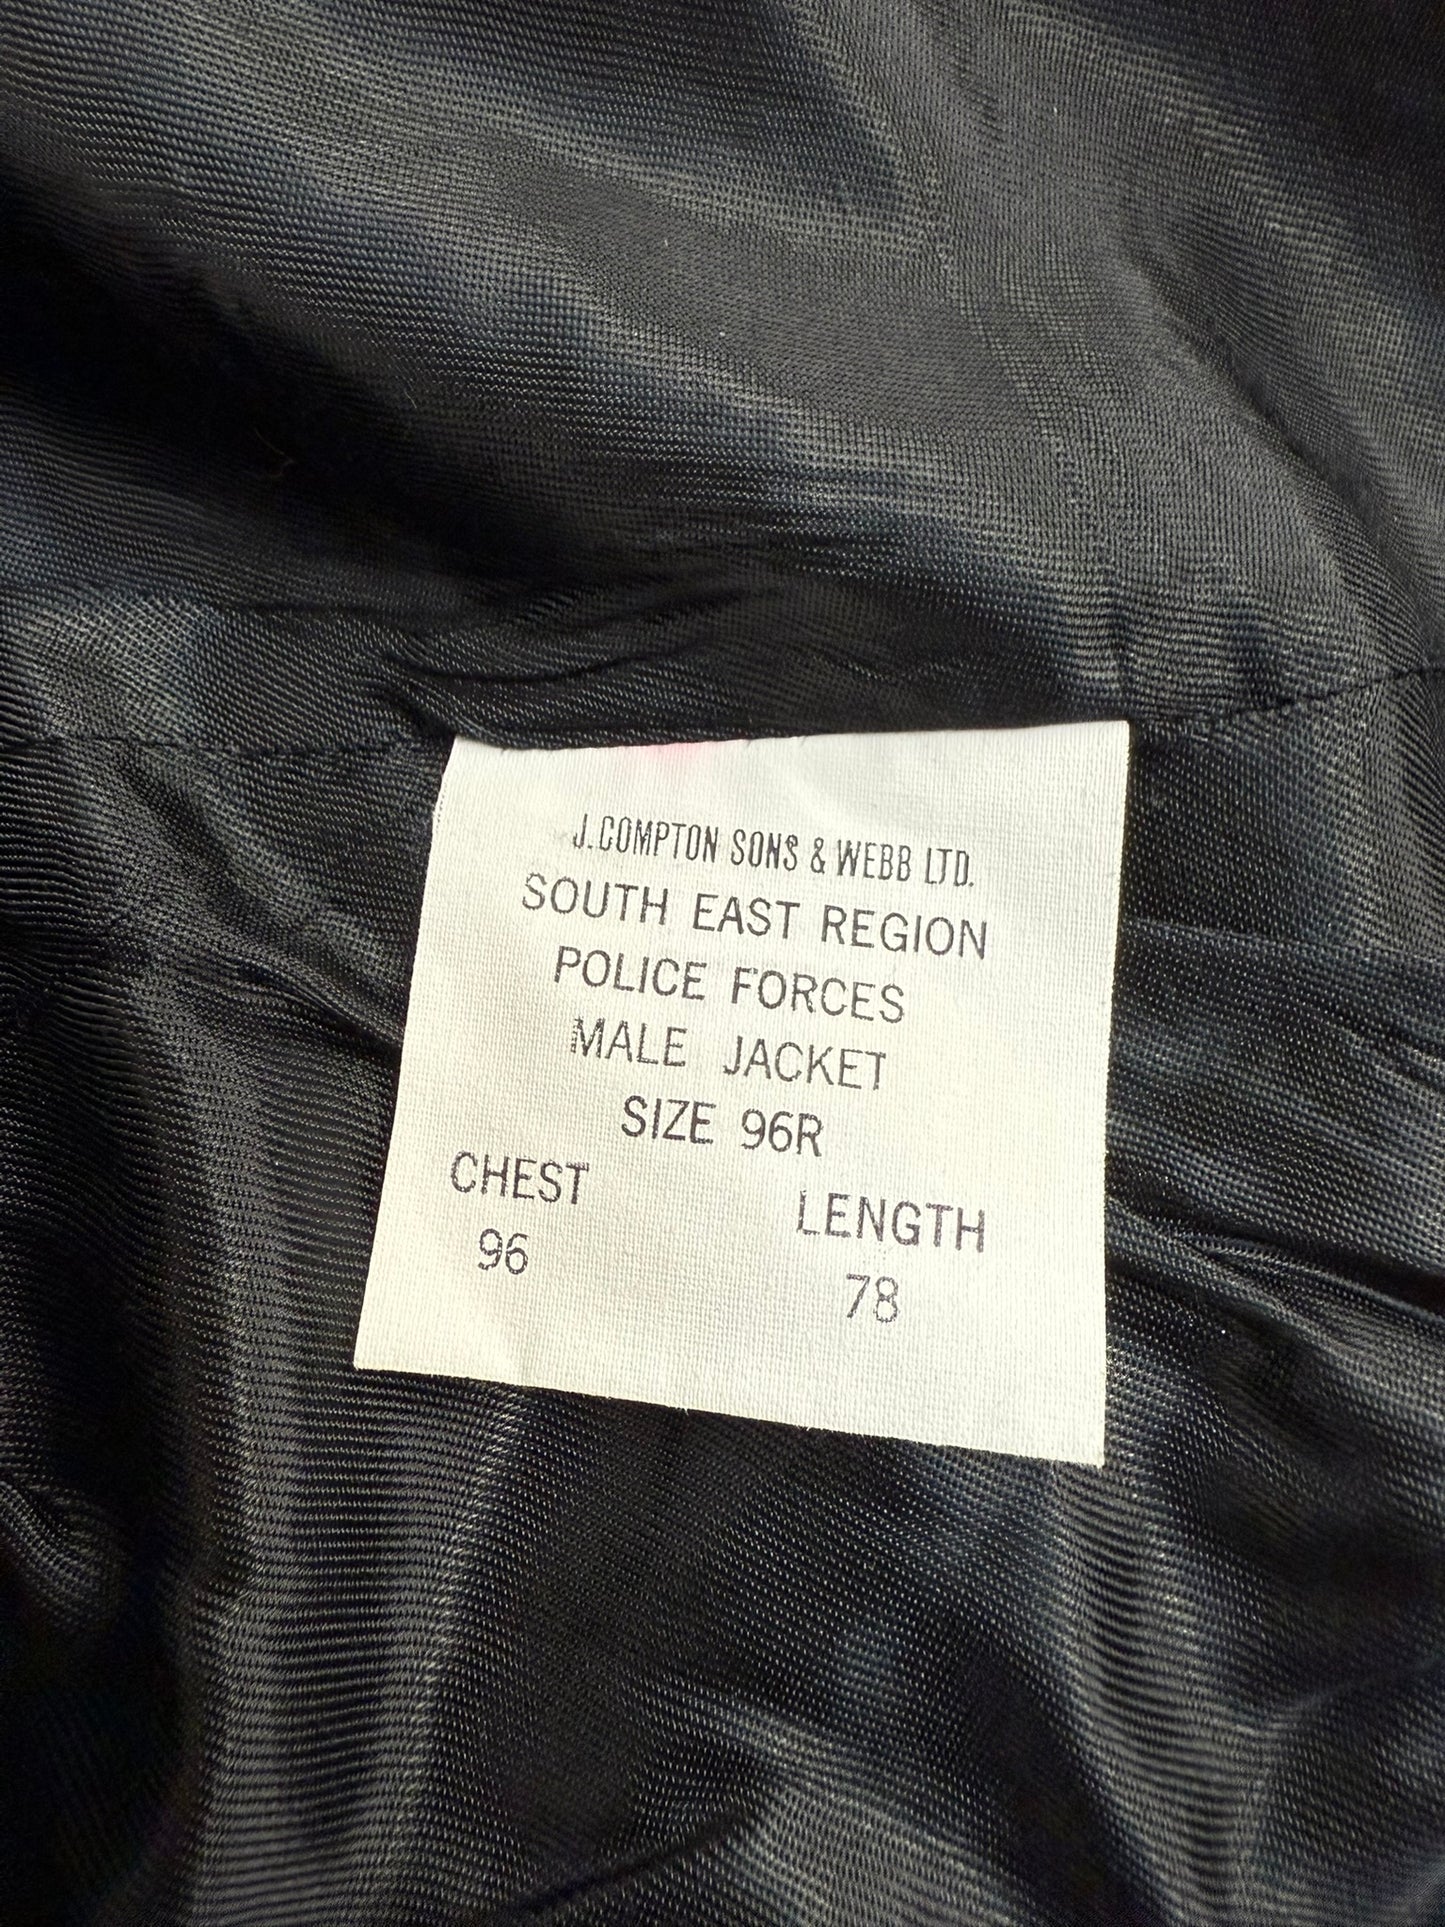 J. COMPTON SONS & WEBB LTD.
SOUTH EAST REGION
POLICE FORCES
MALE JACKET
SIZE 96R
CHEST LENGTH
96 78